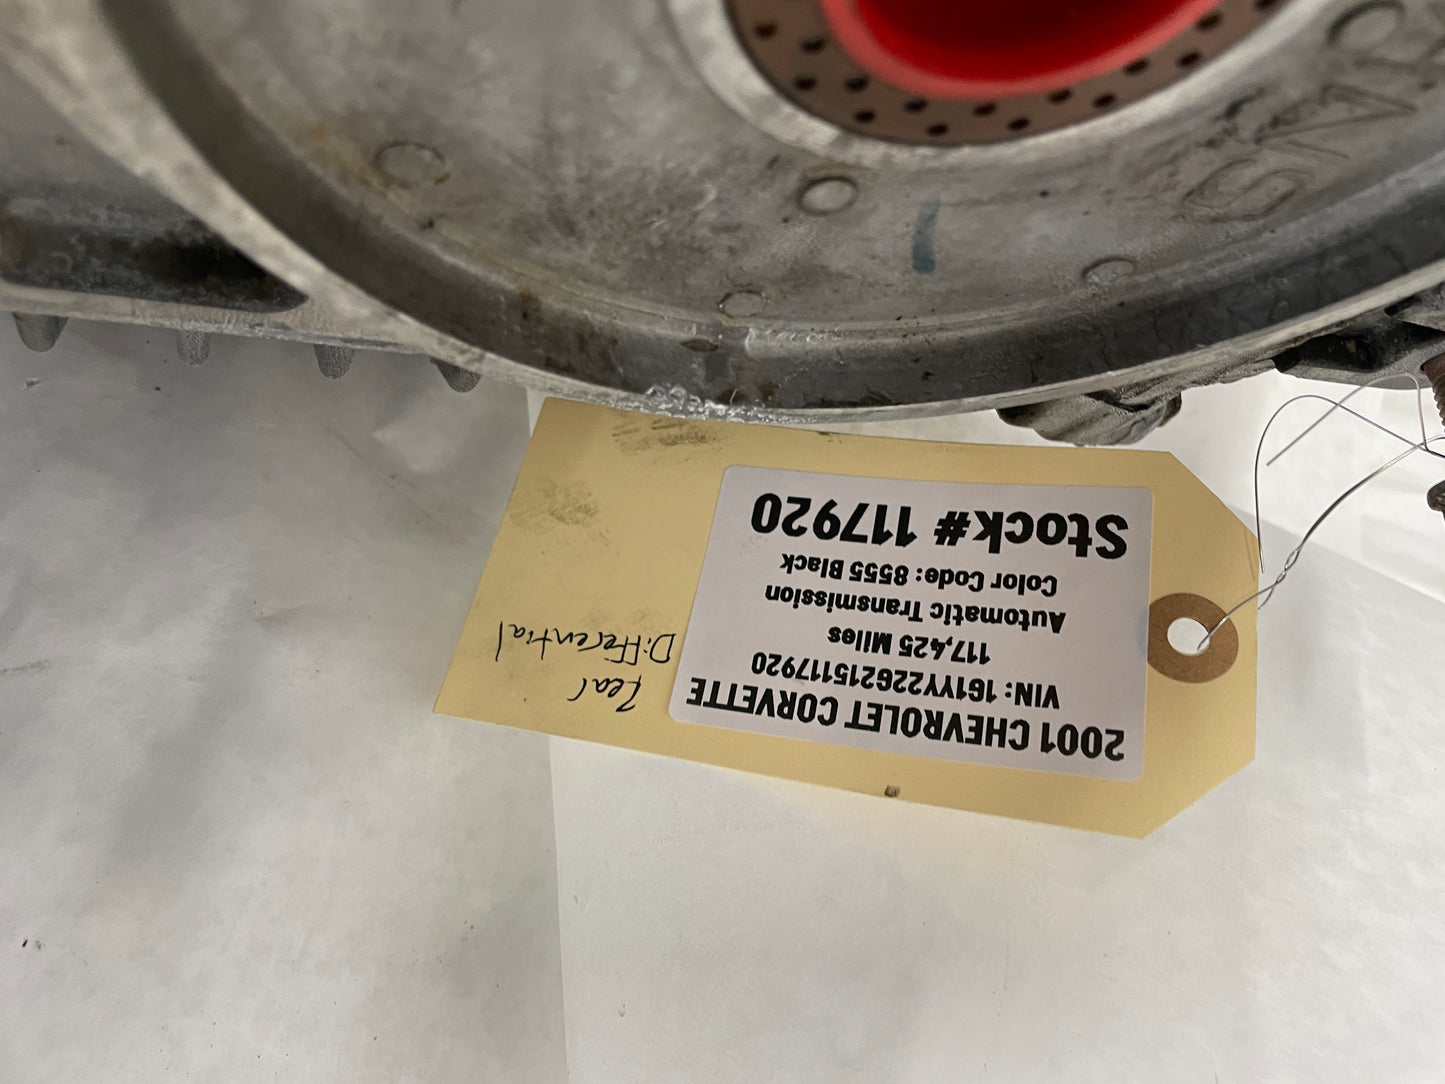 2001 CHEVROLET CORVETTE
VIN: 1G1YY22G215117920
117,425 Miles
Automatic Transmission
Color Code: 8555 Black
Stock# 117920
Rear
Differential